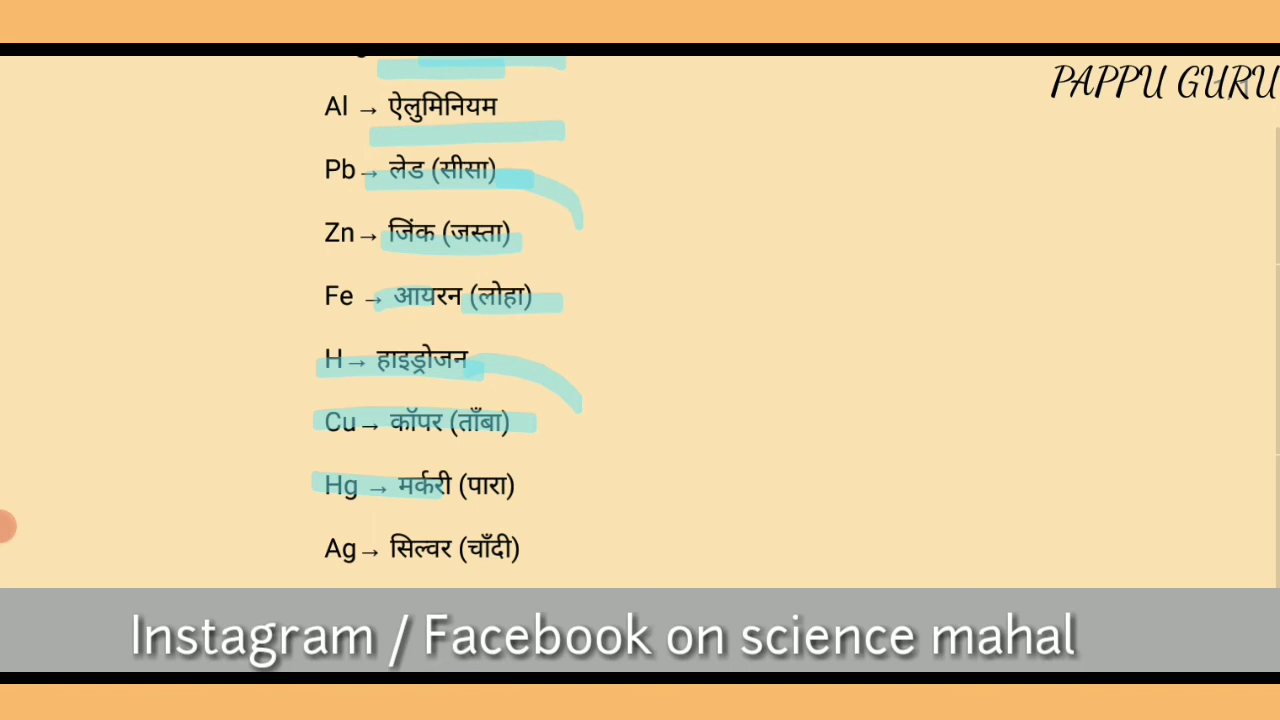 PAPPU GURU
Al → ऐलुमिनियम
Pb → लेड (सीसा)
Zn → जिंक (जस्ता)
Fe → आयरन (लोहा)
H → हाइड्रोजन
Cu → कॉपर (ताँबा)
Hg → मर्करी (पारा)
Ag → सिल्वर (चाँदी)
Instagram / Facebook on science mahal